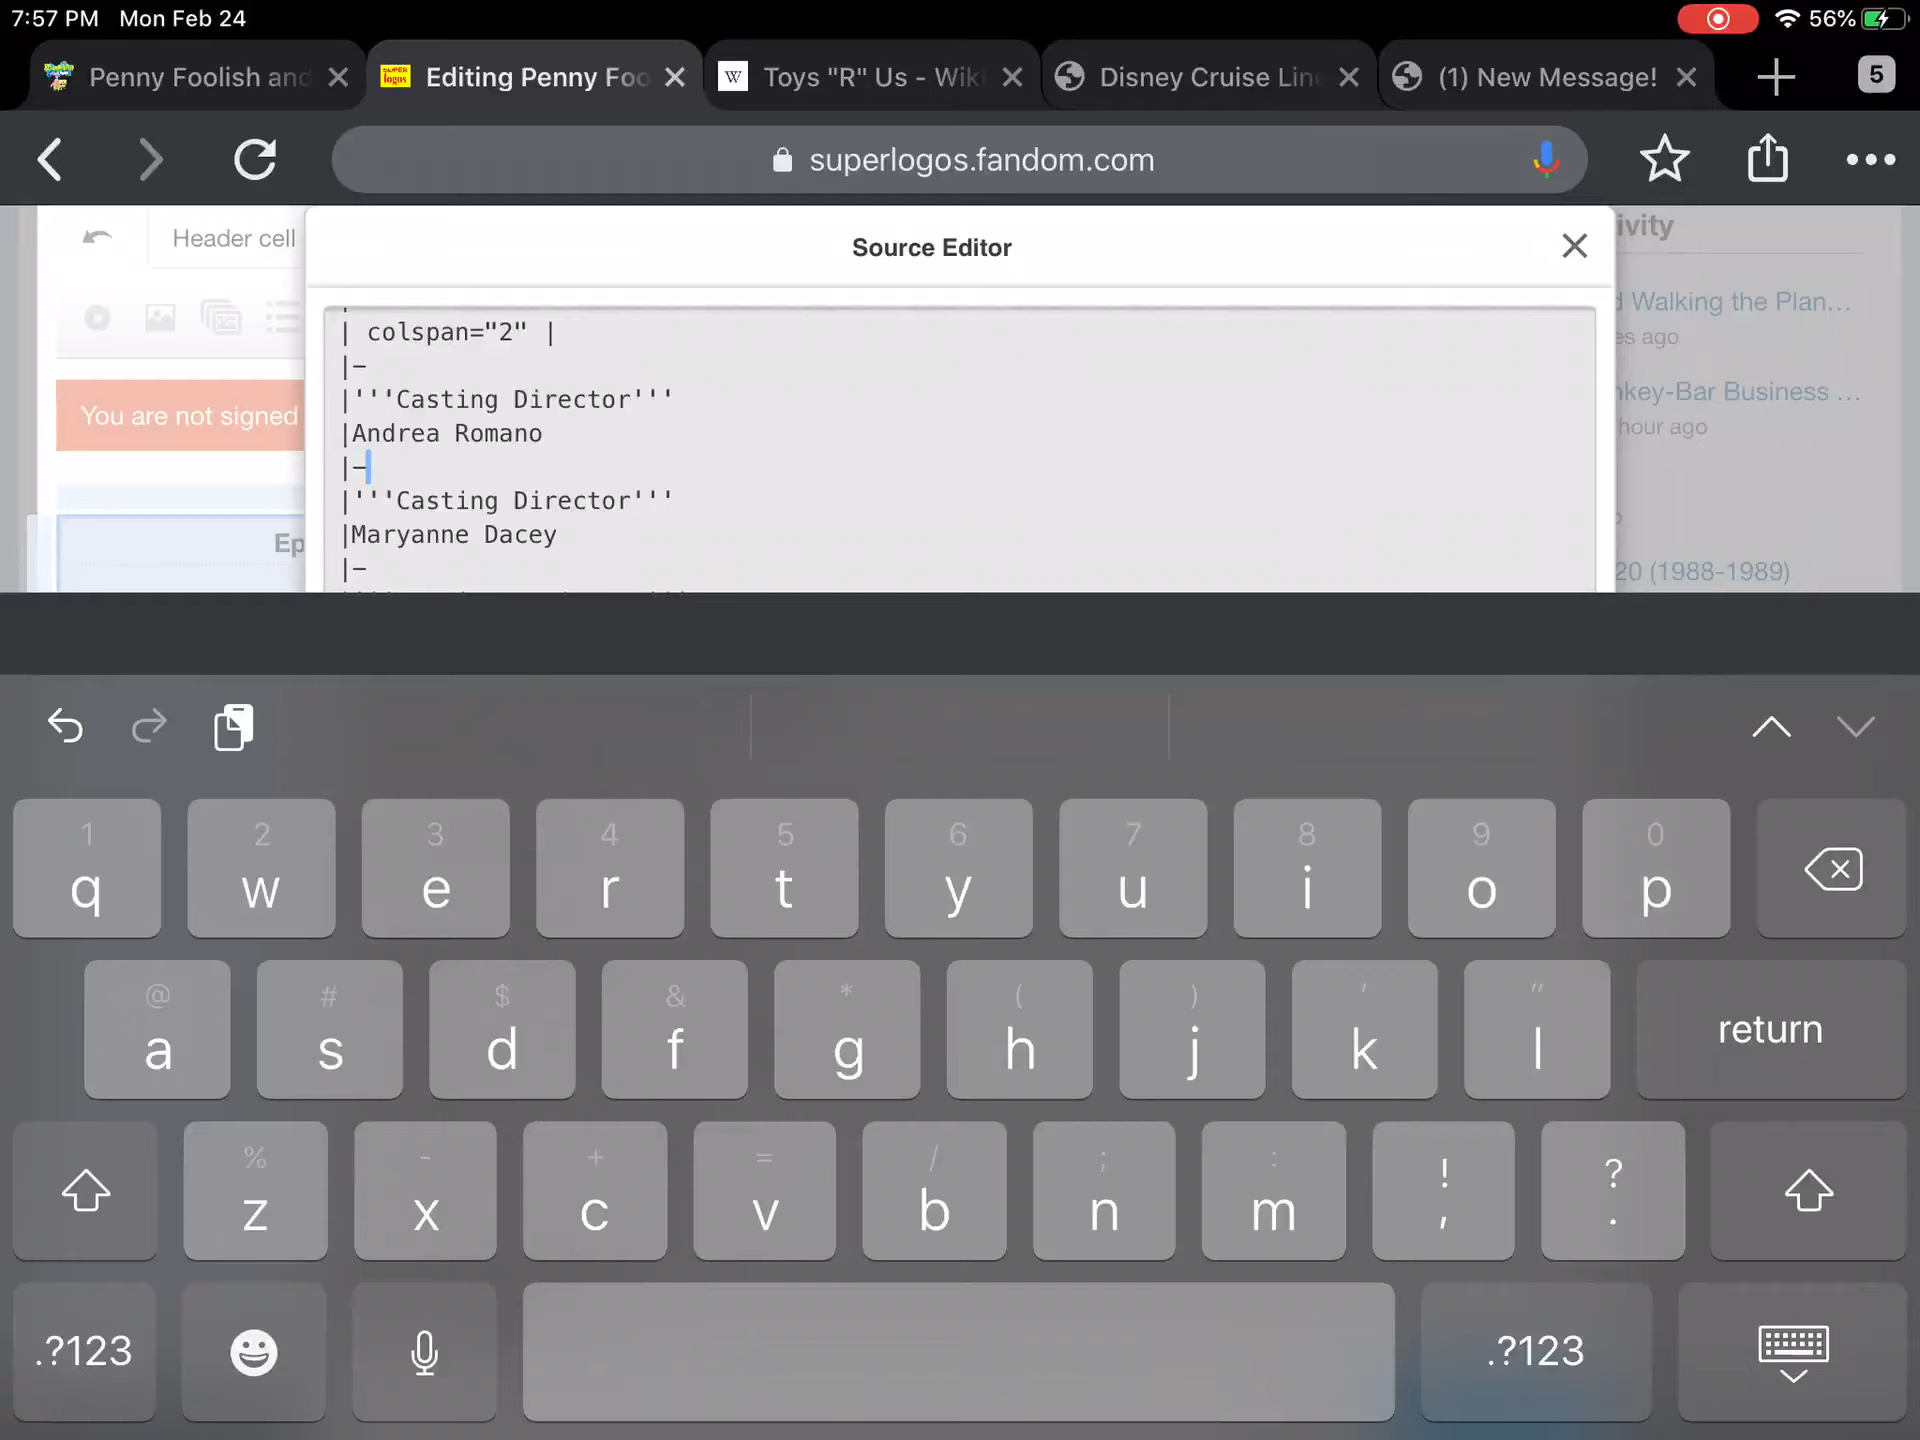 7:57 PM Mon Feb 24
56%
Penny Foolish and
SUPER logos
Editing Penny Foo
W
Toys "R" Us - Wiki
Disney Cruise Line
(1) New Message!
5
superlogos.fandom.com
Header cell
Source Editor
ivity
| colspan="2" |
|-
|'''Casting Director'''
|Andrea Romano
|-
|'''Casting Director'''
|Maryanne Dacey
|-
You are not signed
Ep
d Walking the Plan...
es ago
nkey-Bar Business ...
hour ago
20 (1988-1989)
1 2 3 4 5 6 7 8 9 0
q w e r t y u i o p
@ # $ & * ( ) ' "
a s d f g h j k l return
% - + = / ; : ! ?
z x c v b n m , .
.?123 .?123